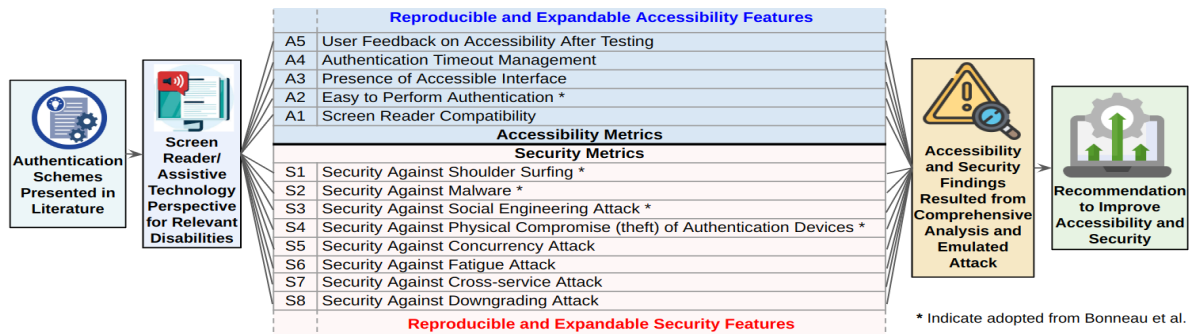 Authentication
Schemes
Presented in
Literature
Screen
Reader/
Assistive
Technology
Perspective
for Relevant
Disabilities
Reproducible and Expandable Accessibility Features
A5 User Feedback on Accessibility After Testing
A4 Authentication Timeout Management
A3 Presence of Accessible Interface
A2 Easy to Perform Authentication *
A1 Screen Reader Compatibility
Accessibility Metrics
Security Metrics
S1 Security Against Shoulder Surfing *
S2 Security Against Malware *
S3 Security Against Social Engineering Attack *
S4 Security Against Physical Compromise (theft) of Authentication Devices *
S5 Security Against Concurrency Attack
S6 Security Against Fatigue Attack
S7 Security Against Cross-service Attack
S8 Security Against Downgrading Attack
Reproducible and Expandable Security Features
Accessibility
and Security
Findings
Resulted from
Comprehensive
Analysis and
Emulated
Attack
Recommendation
to Improve
Accessibility and
Security
* Indicate adopted from Bonneau et al.